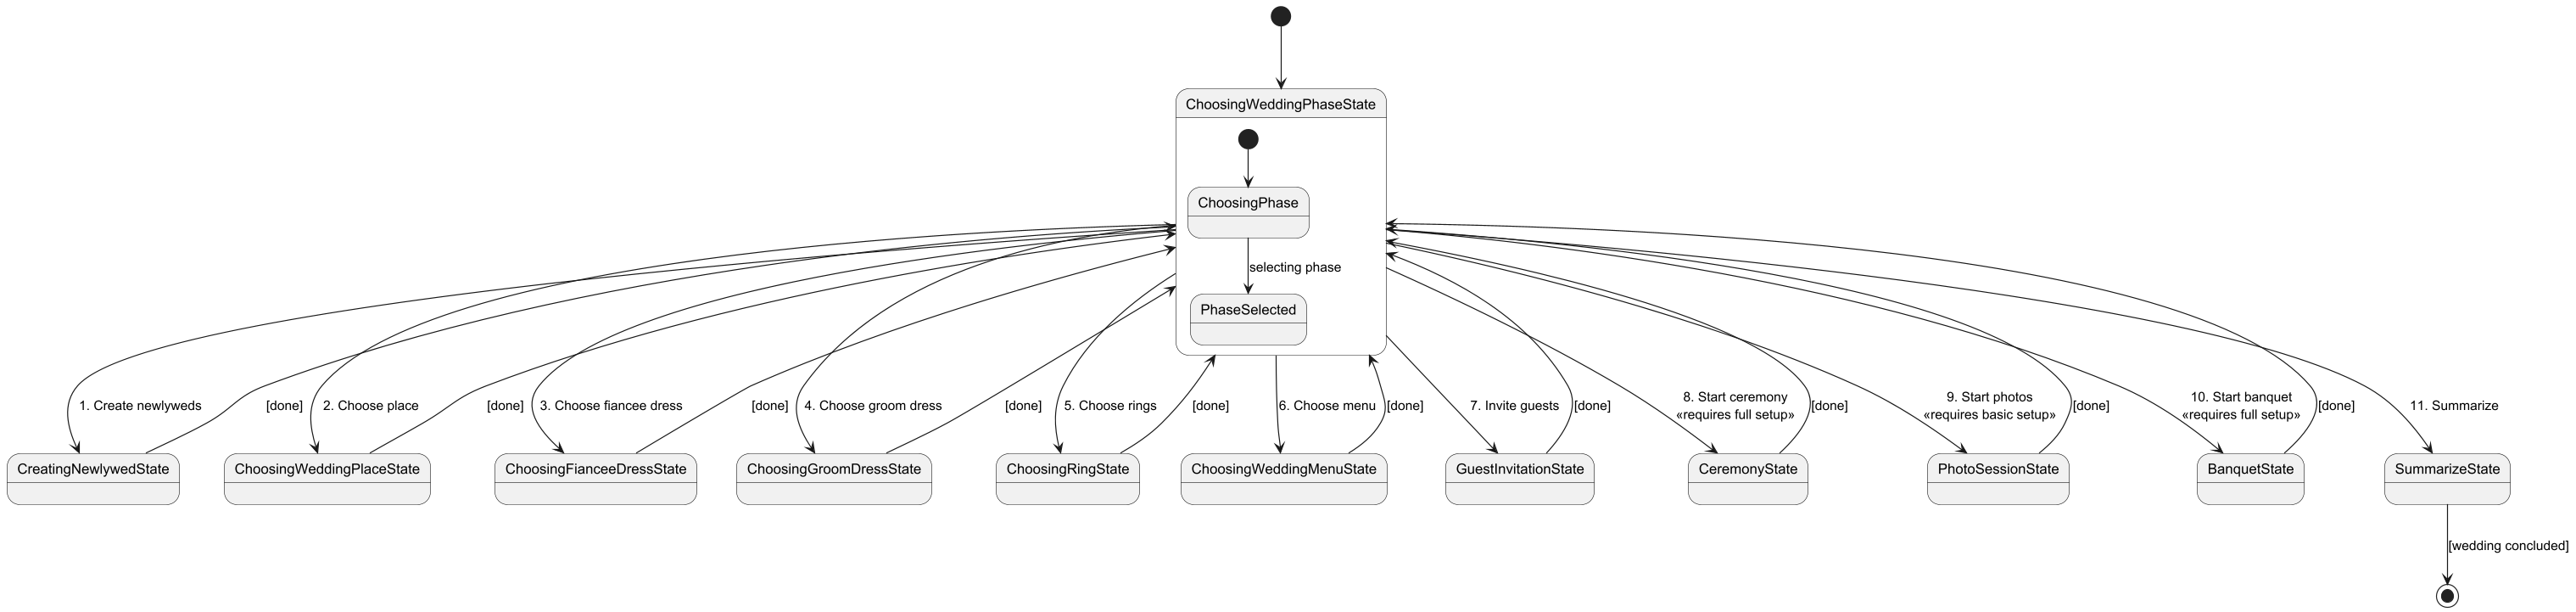 ChoosingWeddingPhaseState
ChoosingPhase
selecting phase
PhaseSelected
1. Create newlyweds
[done]
2. Choose place
[done]
3. Choose fiancee dress
[done]
4. Choose groom dress
[done]
5. Choose rings
[done]
6. Choose menu
[done]
7. Invite guests
[done]
8. Start ceremony
«requires full setup»
[done]
9. Start photos
«requires basic setup»
[done]
10. Start banquet
«requires full setup»
[done]
11. Summarize
CreatingNewlywedState
ChoosingWeddingPlaceState
ChoosingFianceeDressState
ChoosingGroomDressState
ChoosingRingState
ChoosingWeddingMenuState
GuestInvitationState
CeremonyState
PhotoSessionState
BanquetState
SummarizeState
[wedding concluded]